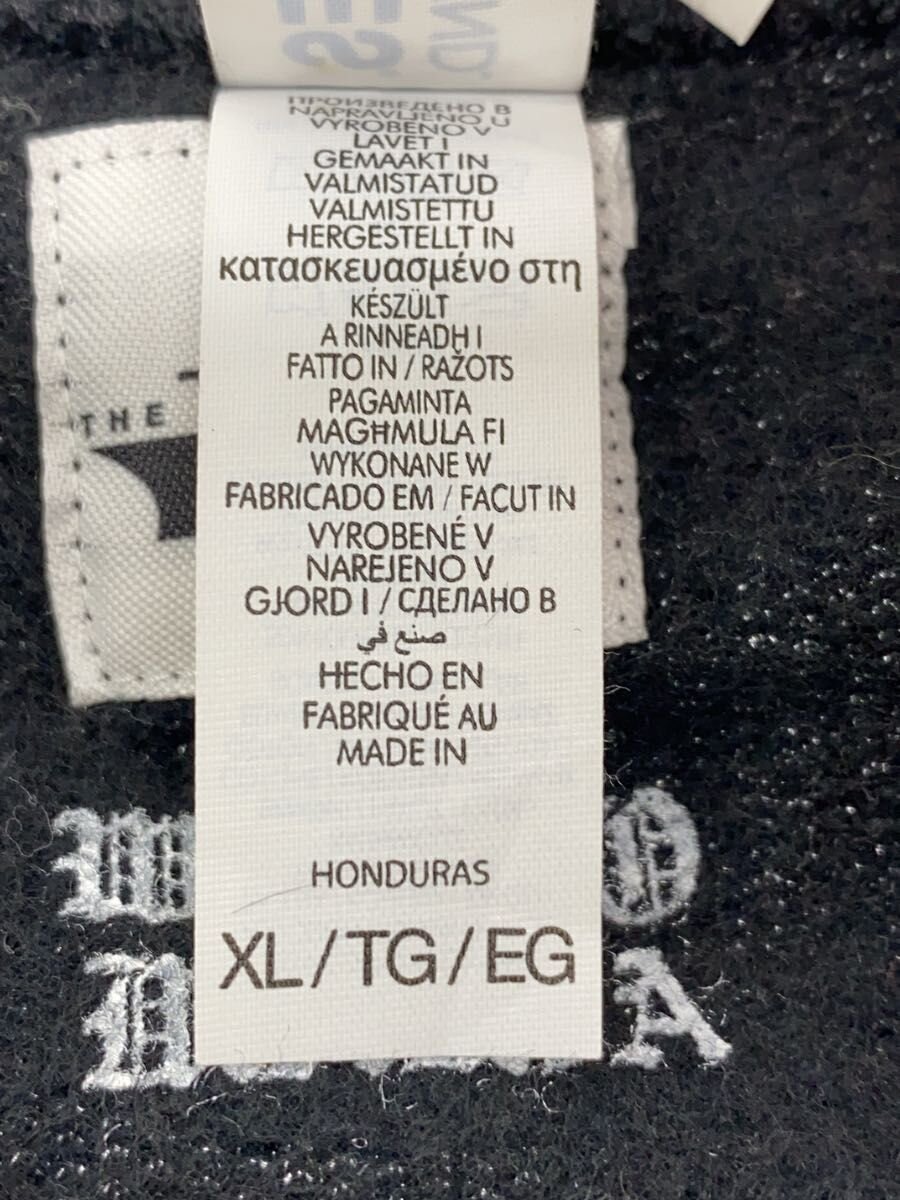 ПРОИЗВЕДЕНО В
NAPRAVLJENO U
VYROBENO V
LAVET I
GEMAAKT IN
VALMISTATUD
VALMISTETTU
HERGESTELLT IN
κατασκευασμένο στη
KÉSZÜLT
A RINNEADH I
FATTO IN / RAŽOTS
PAGAMINTA
MAGĦMULA FI
WYKONANE W
FABRICADO EM / FACUT IN
VYROBENÉ V
NAREJENO V
GJORD I / СДЕЛАНО В
صنع في
HECHO EN
FABRIQUÉ AU
MADE IN
HONDURAS
XL / TG / EG
THE